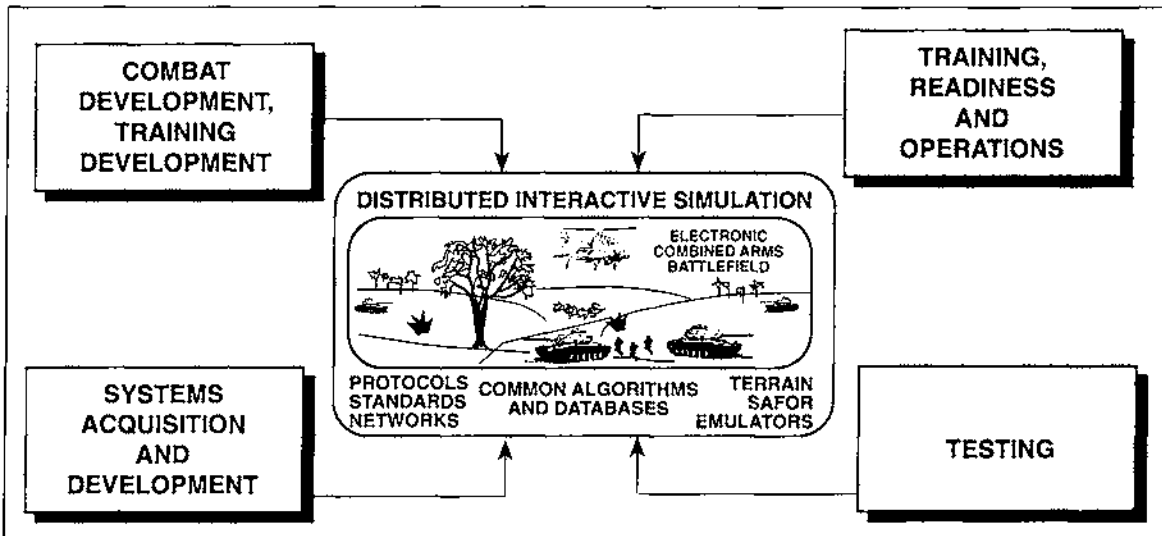 COMBAT
DEVELOPMENT,
TRAINING
DEVELOPMENT
TRAINING,
READINESS
AND
OPERATIONS
DISTRIBUTED INTERACTIVE SIMULATION
ELECTRONIC
COMBINED ARMS
BATTLEFIELD
PROTOCOLS
STANDARDS
NETWORKS
COMMON ALGORITHMS
AND DATABASES
TERRAIN
SAFOR
EMULATORS
SYSTEMS
ACQUISITION
AND
DEVELOPMENT
TESTING